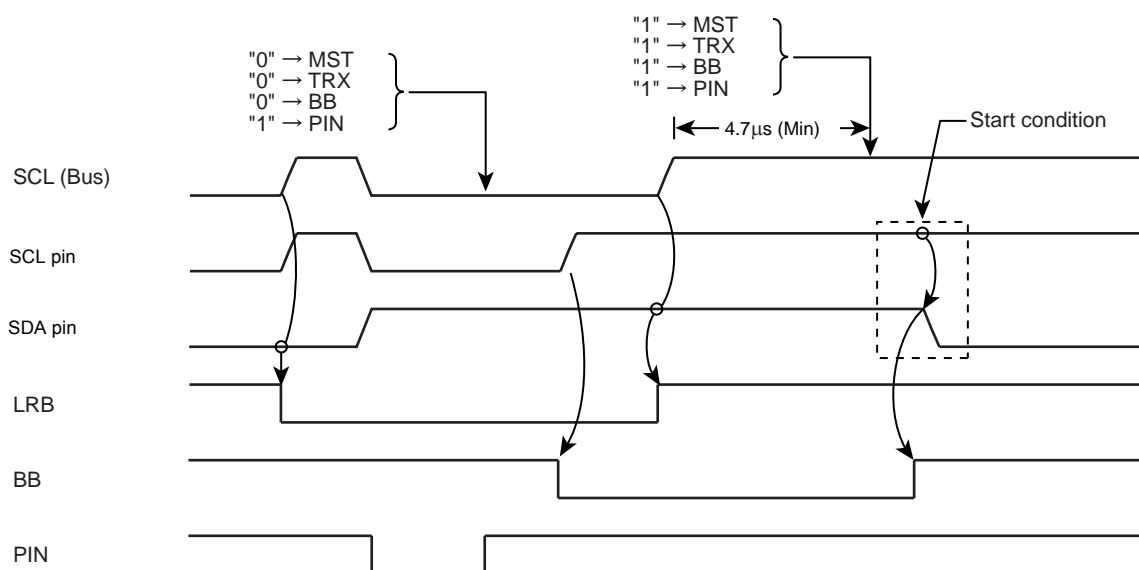 "0" → MST
"0" → TRX
"0" → BB
"1" → PIN
"1" → MST
"1" → TRX
"1" → BB
"1" → PIN
4.7μs (Min)
Start condition
SCL (Bus)
SCL pin
SDA pin
LRB
BB
PIN